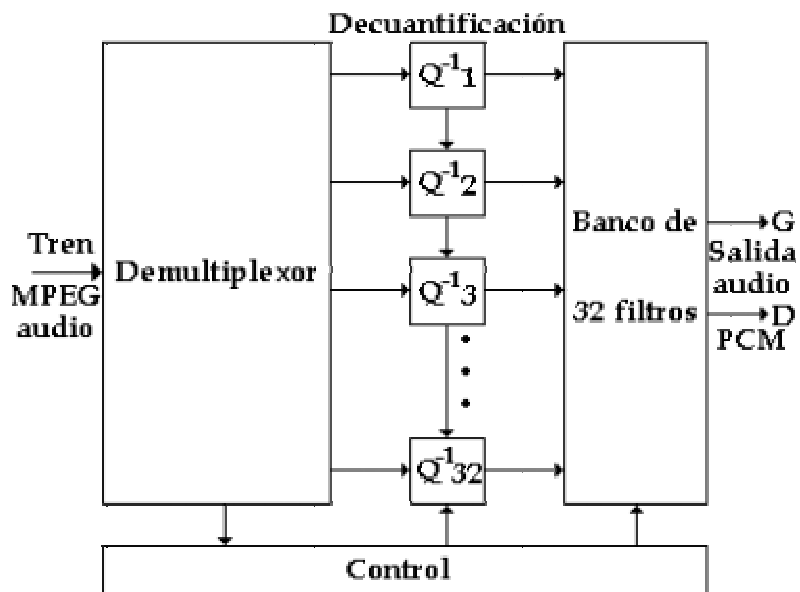 Decuantificación
Q⁻¹1
Q⁻¹2
Q⁻¹3
Q⁻¹32
Tren
MPEG
audio
Demultiplexor
Banco de
32 filtros
G
Salida
audio
D
PCM
Control